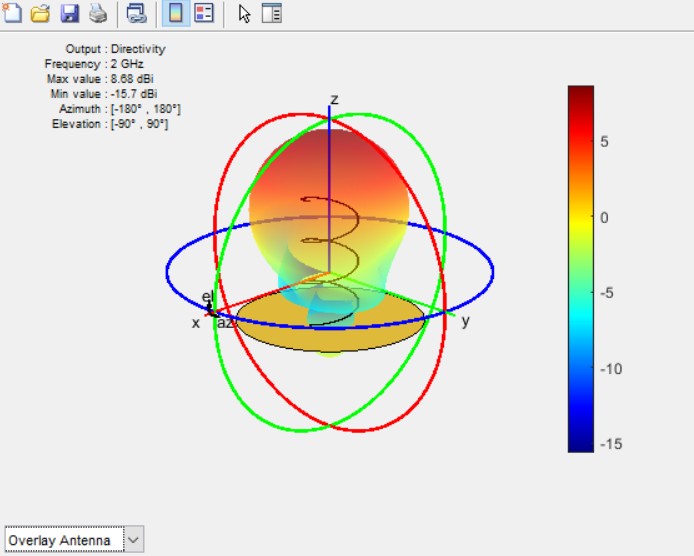 Output : Directivity
Frequency : 2 GHz
Max value : 8.68 dBi
Min value : -15.7 dBi
Azimuth : [-180° , 180°]
Elevation : [-90° , 90°]
z
5
0
-5
-10
-15
el
x
az
y
Overlay Antenna